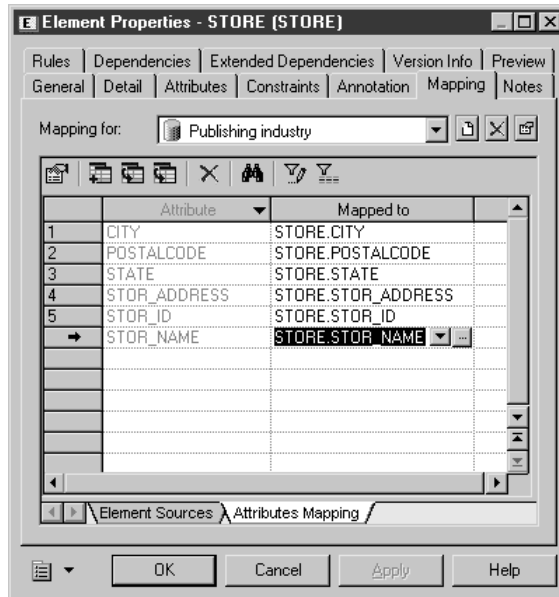 E Element Properties - STORE (STORE)
Rules Dependencies Extended Dependencies Version Info Preview
General Detail Attributes Constraints Annotation Mapping Notes
Mapping for: Publishing industry
Attribute Mapped to
1 CITY STORE.CITY
2 POSTALCODE STORE.POSTALCODE
3 STATE STORE.STATE
4 STOR_ADDRESS STORE.STOR_ADDRESS
5 STOR_ID STORE.STOR_ID
STOR_NAME STORE.STOR_NAME ...
Element Sources Attributes Mapping
OK Cancel Apply Help